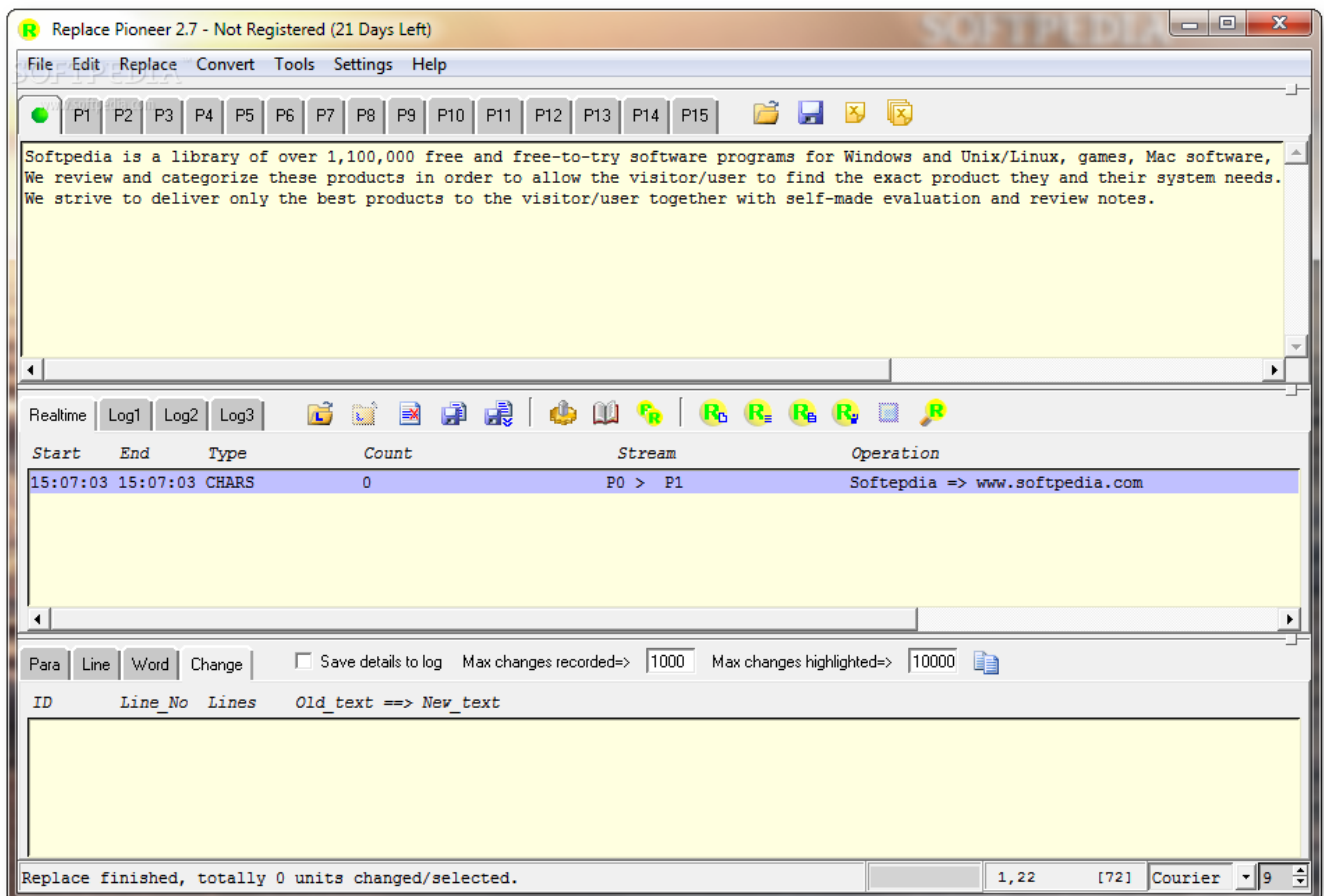 Replace Pioneer 2.7 - Not Registered (21 Days Left)
SOFTPEDIA
File Edit Replace Convert Tools Settings Help
SOFTPEDIA
www.softpedia.com
P1 P2 P3 P4 P5 P6 P7 P8 P9 P10 P11 P12 P13 P14 P15
Softpedia is a library of over 1,100,000 free and free-to-try software programs for Windows and Unix/Linux, games, Mac software,
We review and categorize these products in order to allow the visitor/user to find the exact product they and their system needs.
We strive to deliver only the best products to the visitor/user together with self-made evaluation and review notes.
Realtime Log1 Log2 Log3
Start End Type Count Stream Operation
15:07:03 15:07:03 CHARS 0 P0 > P1 Softepdia => www.softpedia.com
Para Line Word Change Save details to log Max changes recorded=> 1000 Max changes highlighted=> 10000
ID Line_No Lines Old_text ==> New_text
Replace finished, totally 0 units changed/selected. 1,22 [72] Courier 9